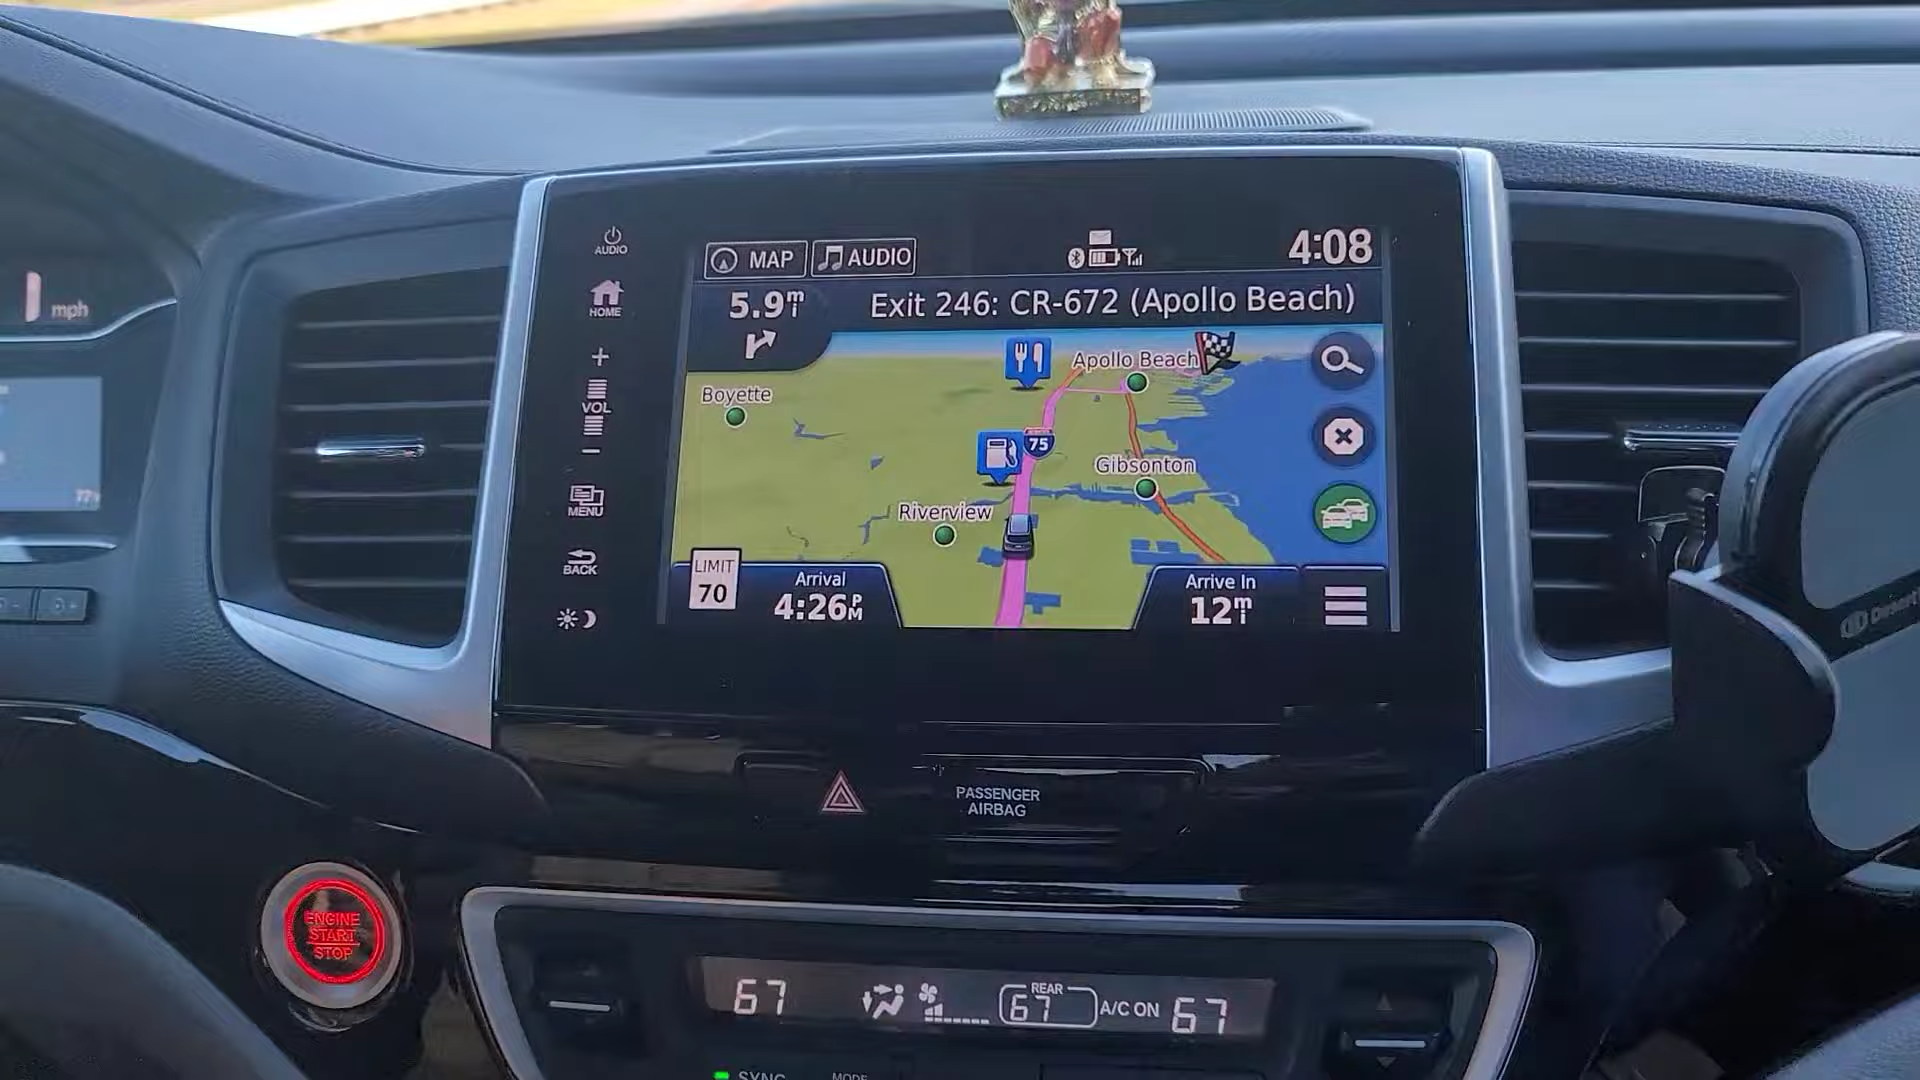 AUDIO
HOME
+
VOL
−
MENU
BACK
MAP
AUDIO
4:08
5.9 mi
Exit 246: CR-672 (Apollo Beach)
Apollo Beach
Boyette
75
Gibsonton
Riverview
LIMIT
70
Arrival
4:26PM
Arrive In
12mi
mph
PASSENGER
AIRBAG
ENGINE
START
STOP
67
REAR
67
A/C ON
67
SYNC
MODE